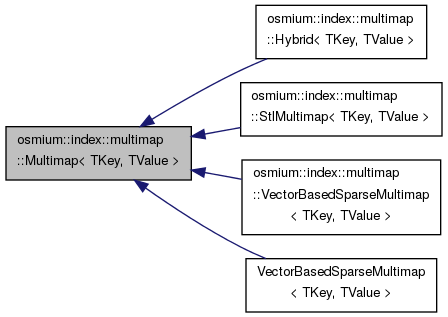 osmium::index::multimap
::Hybrid< TKey, TValue >
osmium::index::multimap
::StlMultimap< TKey, TValue >
osmium::index::multimap
::Multimap< TKey, TValue >
osmium::index::multimap
::VectorBasedSparseMultimap
< TKey, TValue >
VectorBasedSparseMultimap
< TKey, TValue >